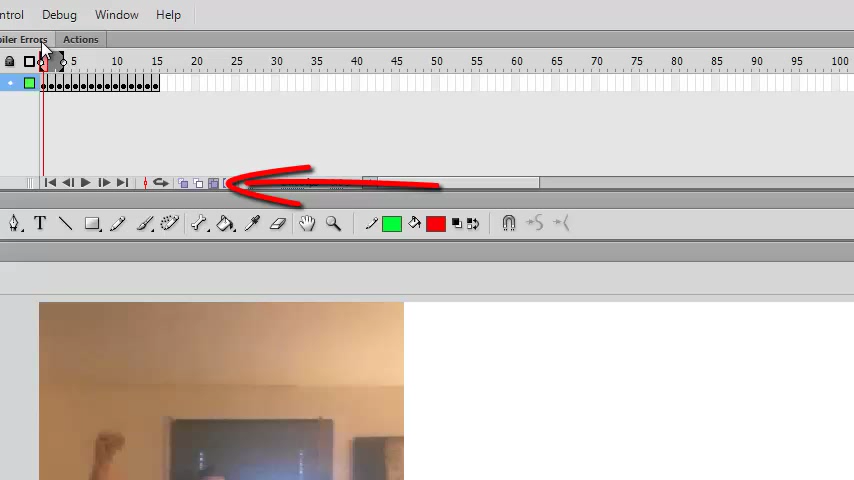 ntrol Debug Window Help
piler Errors Actions
5 10 15 20 25 30 35 40 45 50 55 60 65 70 75 80 85 90 95 100
T